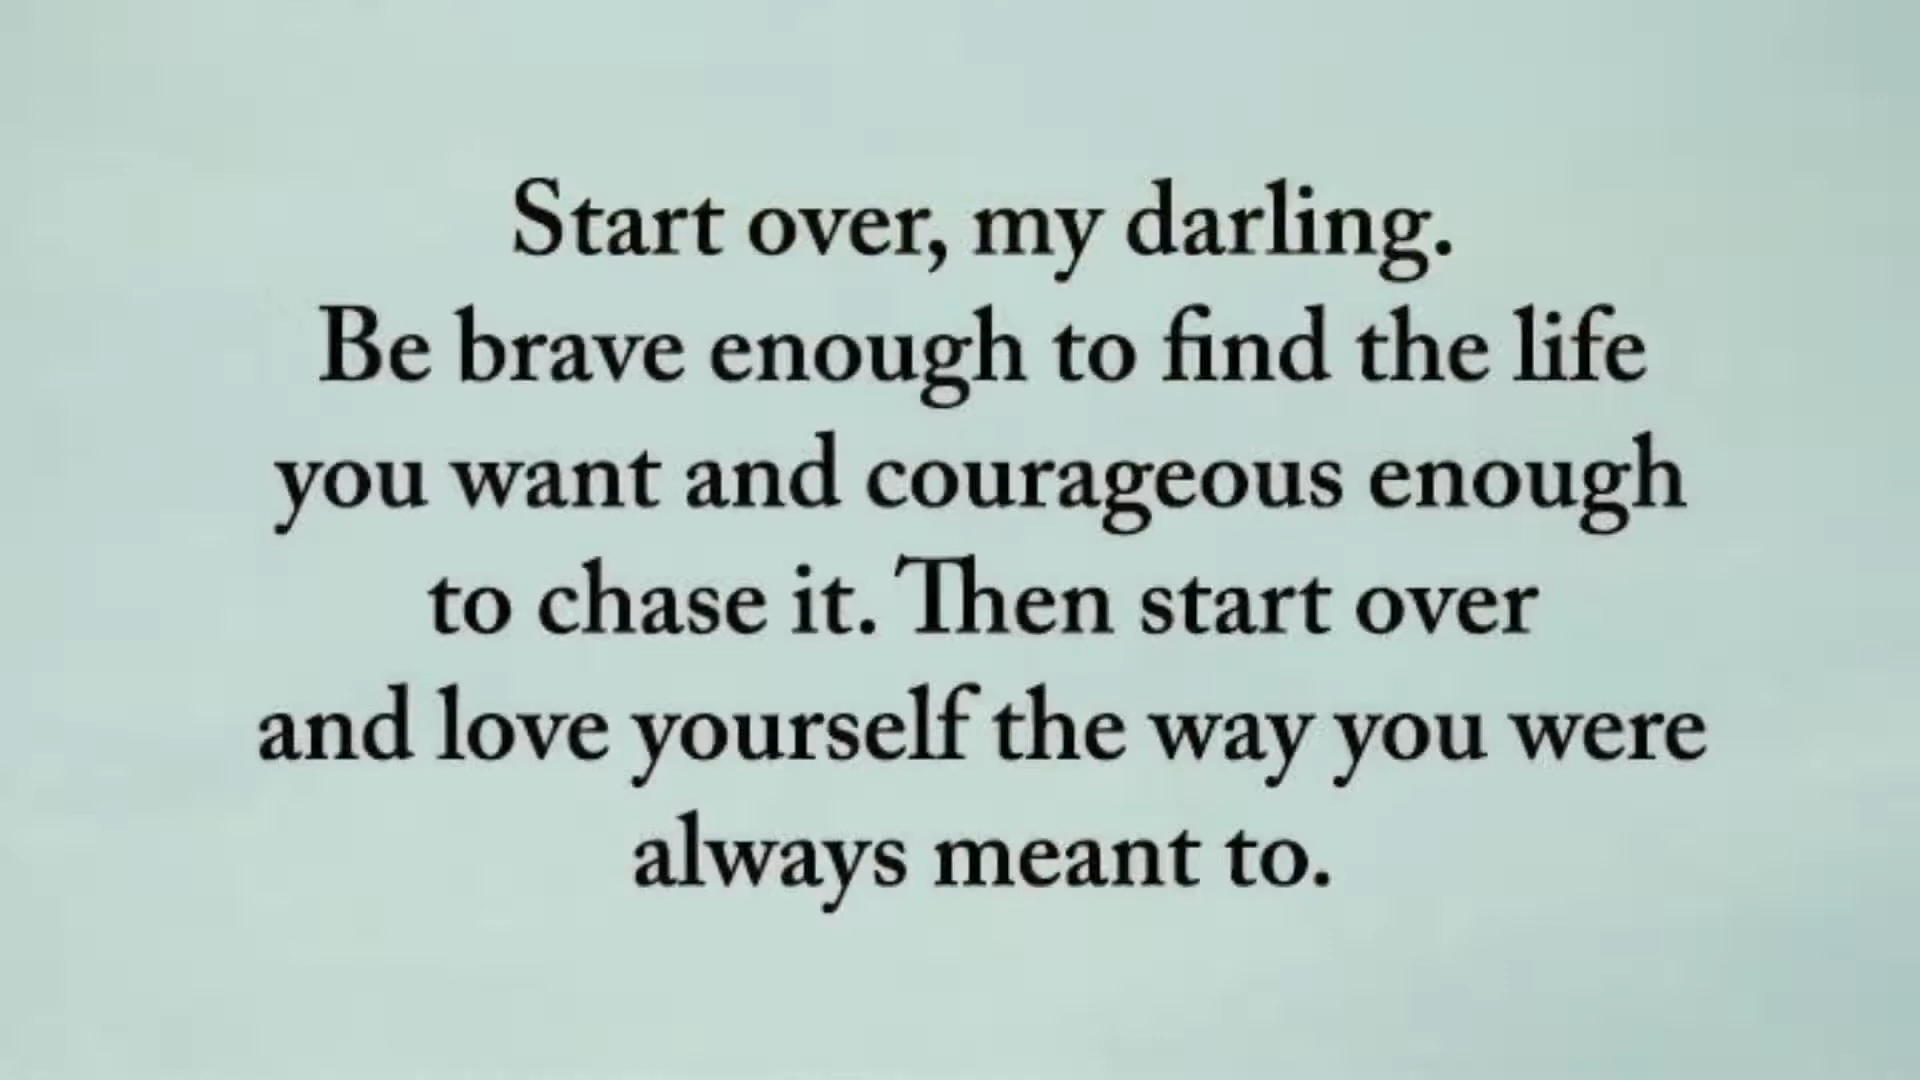 Start over, my darling.
Be brave enough to find the life
you want and courageous enough
to chase it. Then start over
and love yourself the way you were
always meant to.